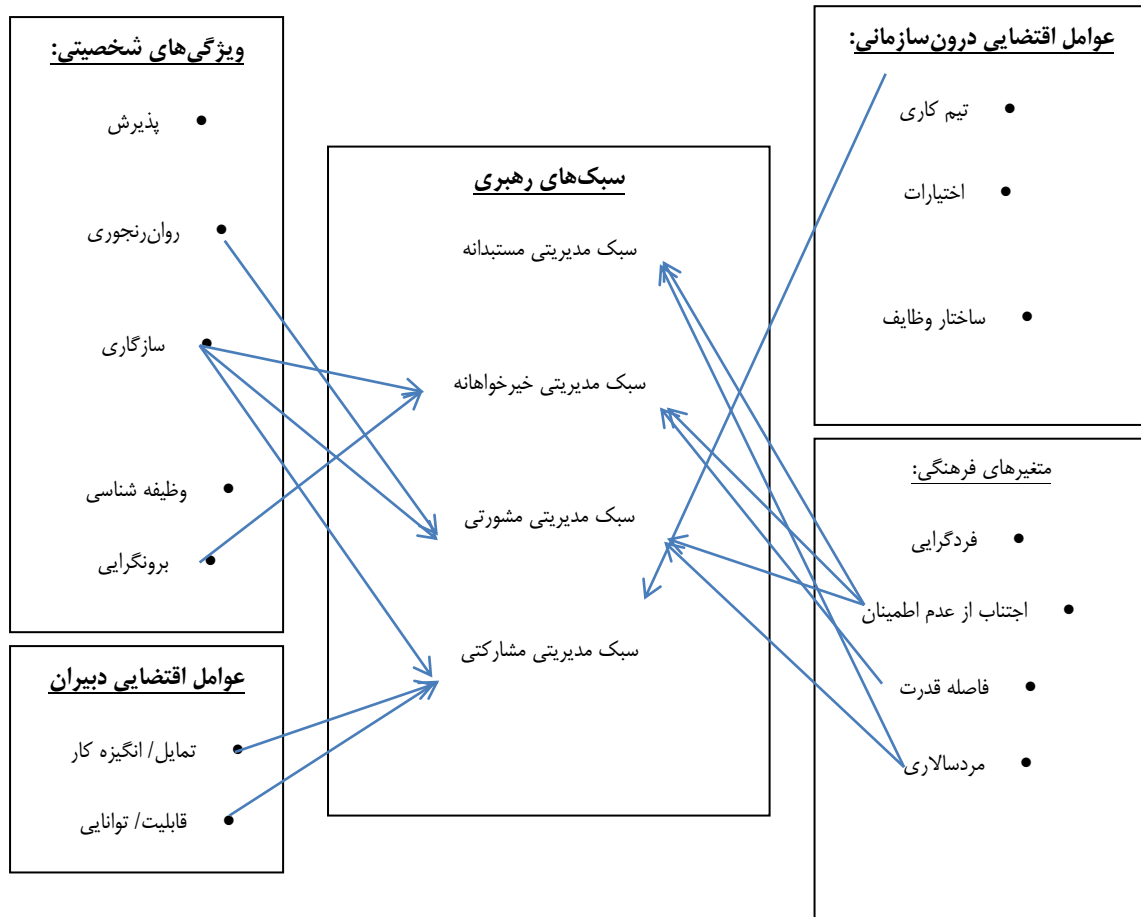 عوامل اقتضایی درون‌سازمانی:
تیم کاری
اختیارات
ساختار وظایف
متغیرهای فرهنگی:
فردگرایی
اجتناب از عدم اطمینان
فاصله قدرت
مردسالاری
سبک‌های رهبری
سبک مدیریتی مستبدانه
سبک مدیریتی خیرخواهانه
سبک مدیریتی مشورتی
سبک مدیریتی مشارکتی
ویژگی‌های شخصیتی:
پذیرش
روان‌رنجوری
سازگاری
وظیفه شناسی
برونگرایی
عوامل اقتضایی دبیران
تمایل/ انگیزه کار
قابلیت/ توانایی